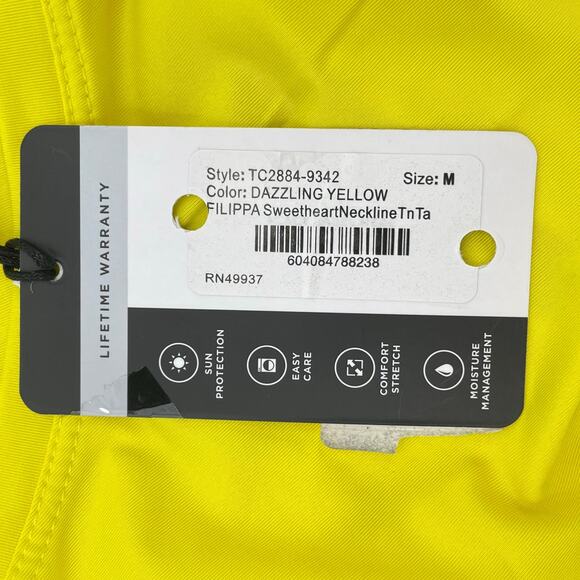 Style: TC2884-9342
Size: M
Color: DAZZLING YELLOW
FILIPPA SweetheartNecklineTnTa
604084788238
RN49937
LIFETIME WARRANTY
SUN
PROTECTION
EASY
CARE
COMFORT
STRETCH
MOISTURE
MANAGEMENT